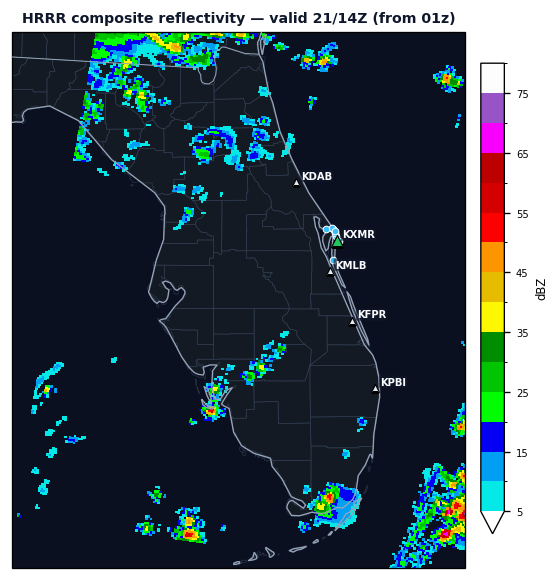 HRRR composite reflectivity — valid 21/14Z (from 01z)
KDAB
KXMR
KMLB
KFPR
KPBI
75
65
55
45
35
25
15
5
dBZ